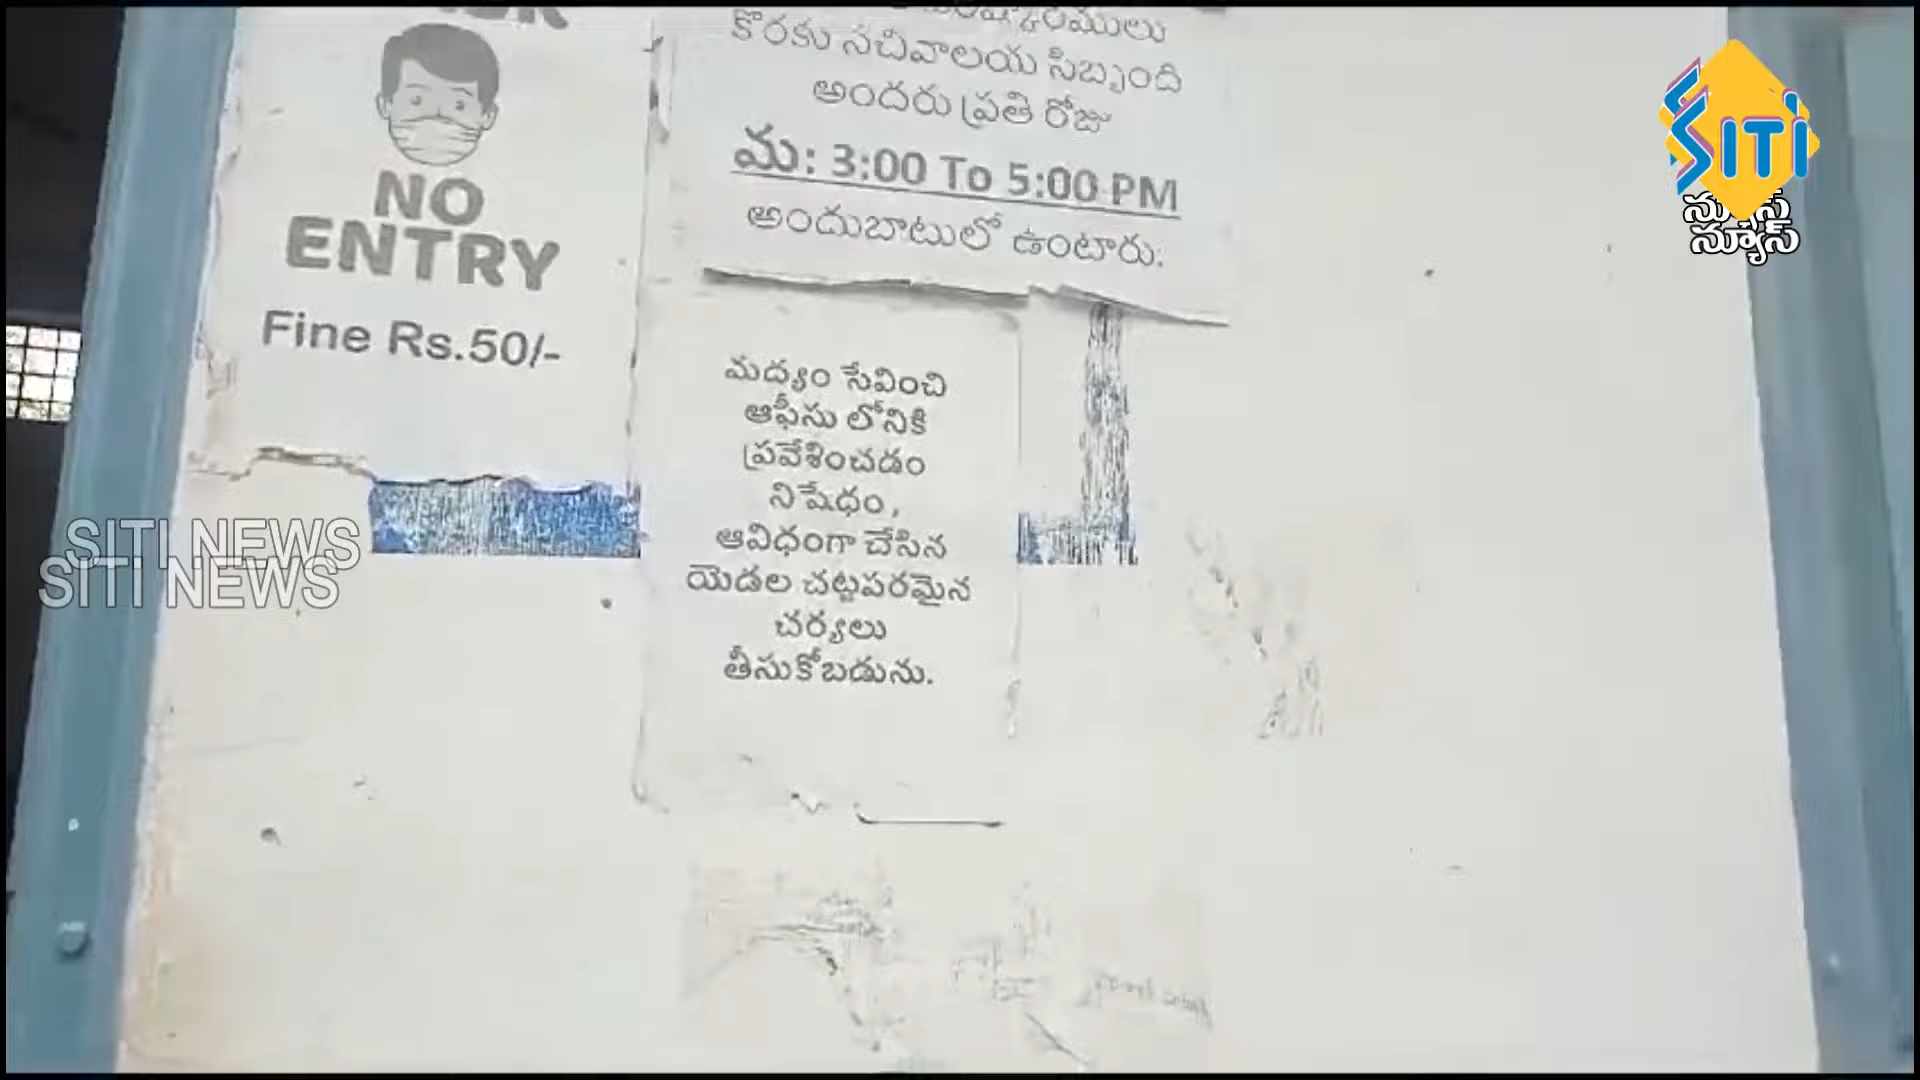 NO
ENTRY
Fine Rs.50/-
కొరకు సచివాలయ సిబ్బంది
అందరు ప్రతి రోజు
మ: 3:00 To 5:00 PM
అందుబాటులో ఉంటారు.
మద్యం సేవించి
ఆఫీసు లోనికి
ప్రవేశించడం
నిషేధం,
ఆవిధంగా చేసిన
యెడల చట్టపరమైన
చర్యలు
తీసుకోబడును.
SITI
న్యూస్
న్యూస్
SITI NEWS
SITI NEWS